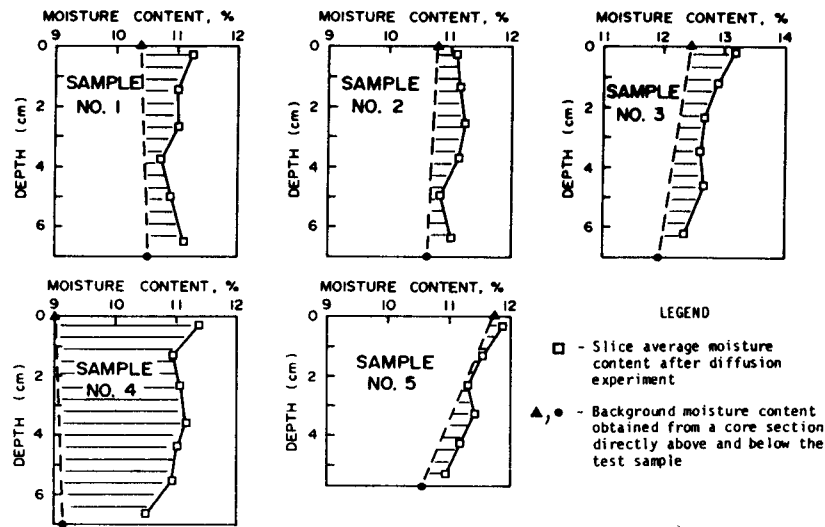 MOISTURE CONTENT, %
9 10 11 12
0
2
4
6
DEPTH (cm)
SAMPLE
NO. 1
MOISTURE CONTENT, %
9 10 11 12
0
2
4
6
DEPTH (cm)
SAMPLE
NO. 2
MOISTURE CONTENT, %
11 12 13 14
0
2
4
6
DEPTH (cm)
SAMPLE
NO. 3
MOISTURE CONTENT, %
9 10 11 12
0
2
4
6
DEPTH (cm)
SAMPLE
NO. 4
MOISTURE CONTENT, %
9 10 11 12
0
2
4
DEPTH (cm)
SAMPLE
NO. 5
LEGEND
□ - Slice average moisture
content after diffusion
experiment
▲,● - Background moisture content
obtained from a core section
directly above and below the
test sample